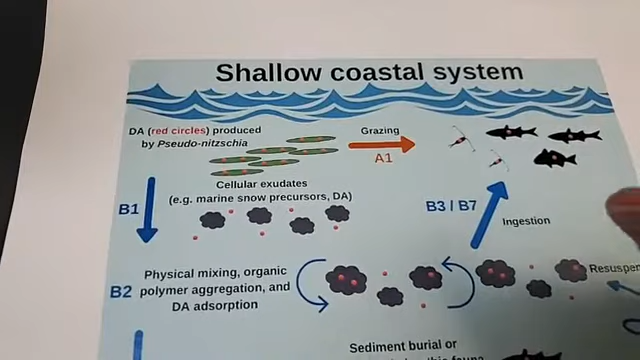 Shallow coastal system
DA (red circles) produced
by Pseudo-nitzschia
Grazing
A1
Cellular exudates
(e.g. marine snow precursors, DA)
B1
B3 / B7
Ingestion
Physical mixing, organic
polymer aggregation, and
DA adsorption
B2
Sediment burial or